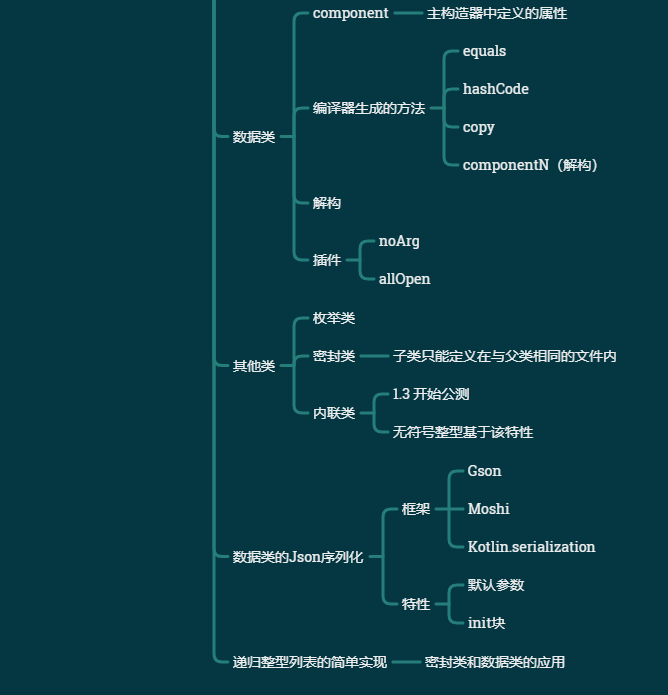 component
主构造器中定义的属性
equals
hashCode
编译器生成的方法
copy
数据类
componentN（解构）
解构
noArg
插件
allOpen
枚举类
密封类
子类只能定义在与父类相同的文件内
其他类
1.3 开始公测
内联类
无符号整型基于该特性
Gson
框架
Moshi
Kotlin.serialization
数据类的Json序列化
默认参数
特性
init块
递归整型列表的简单实现
密封类和数据类的应用